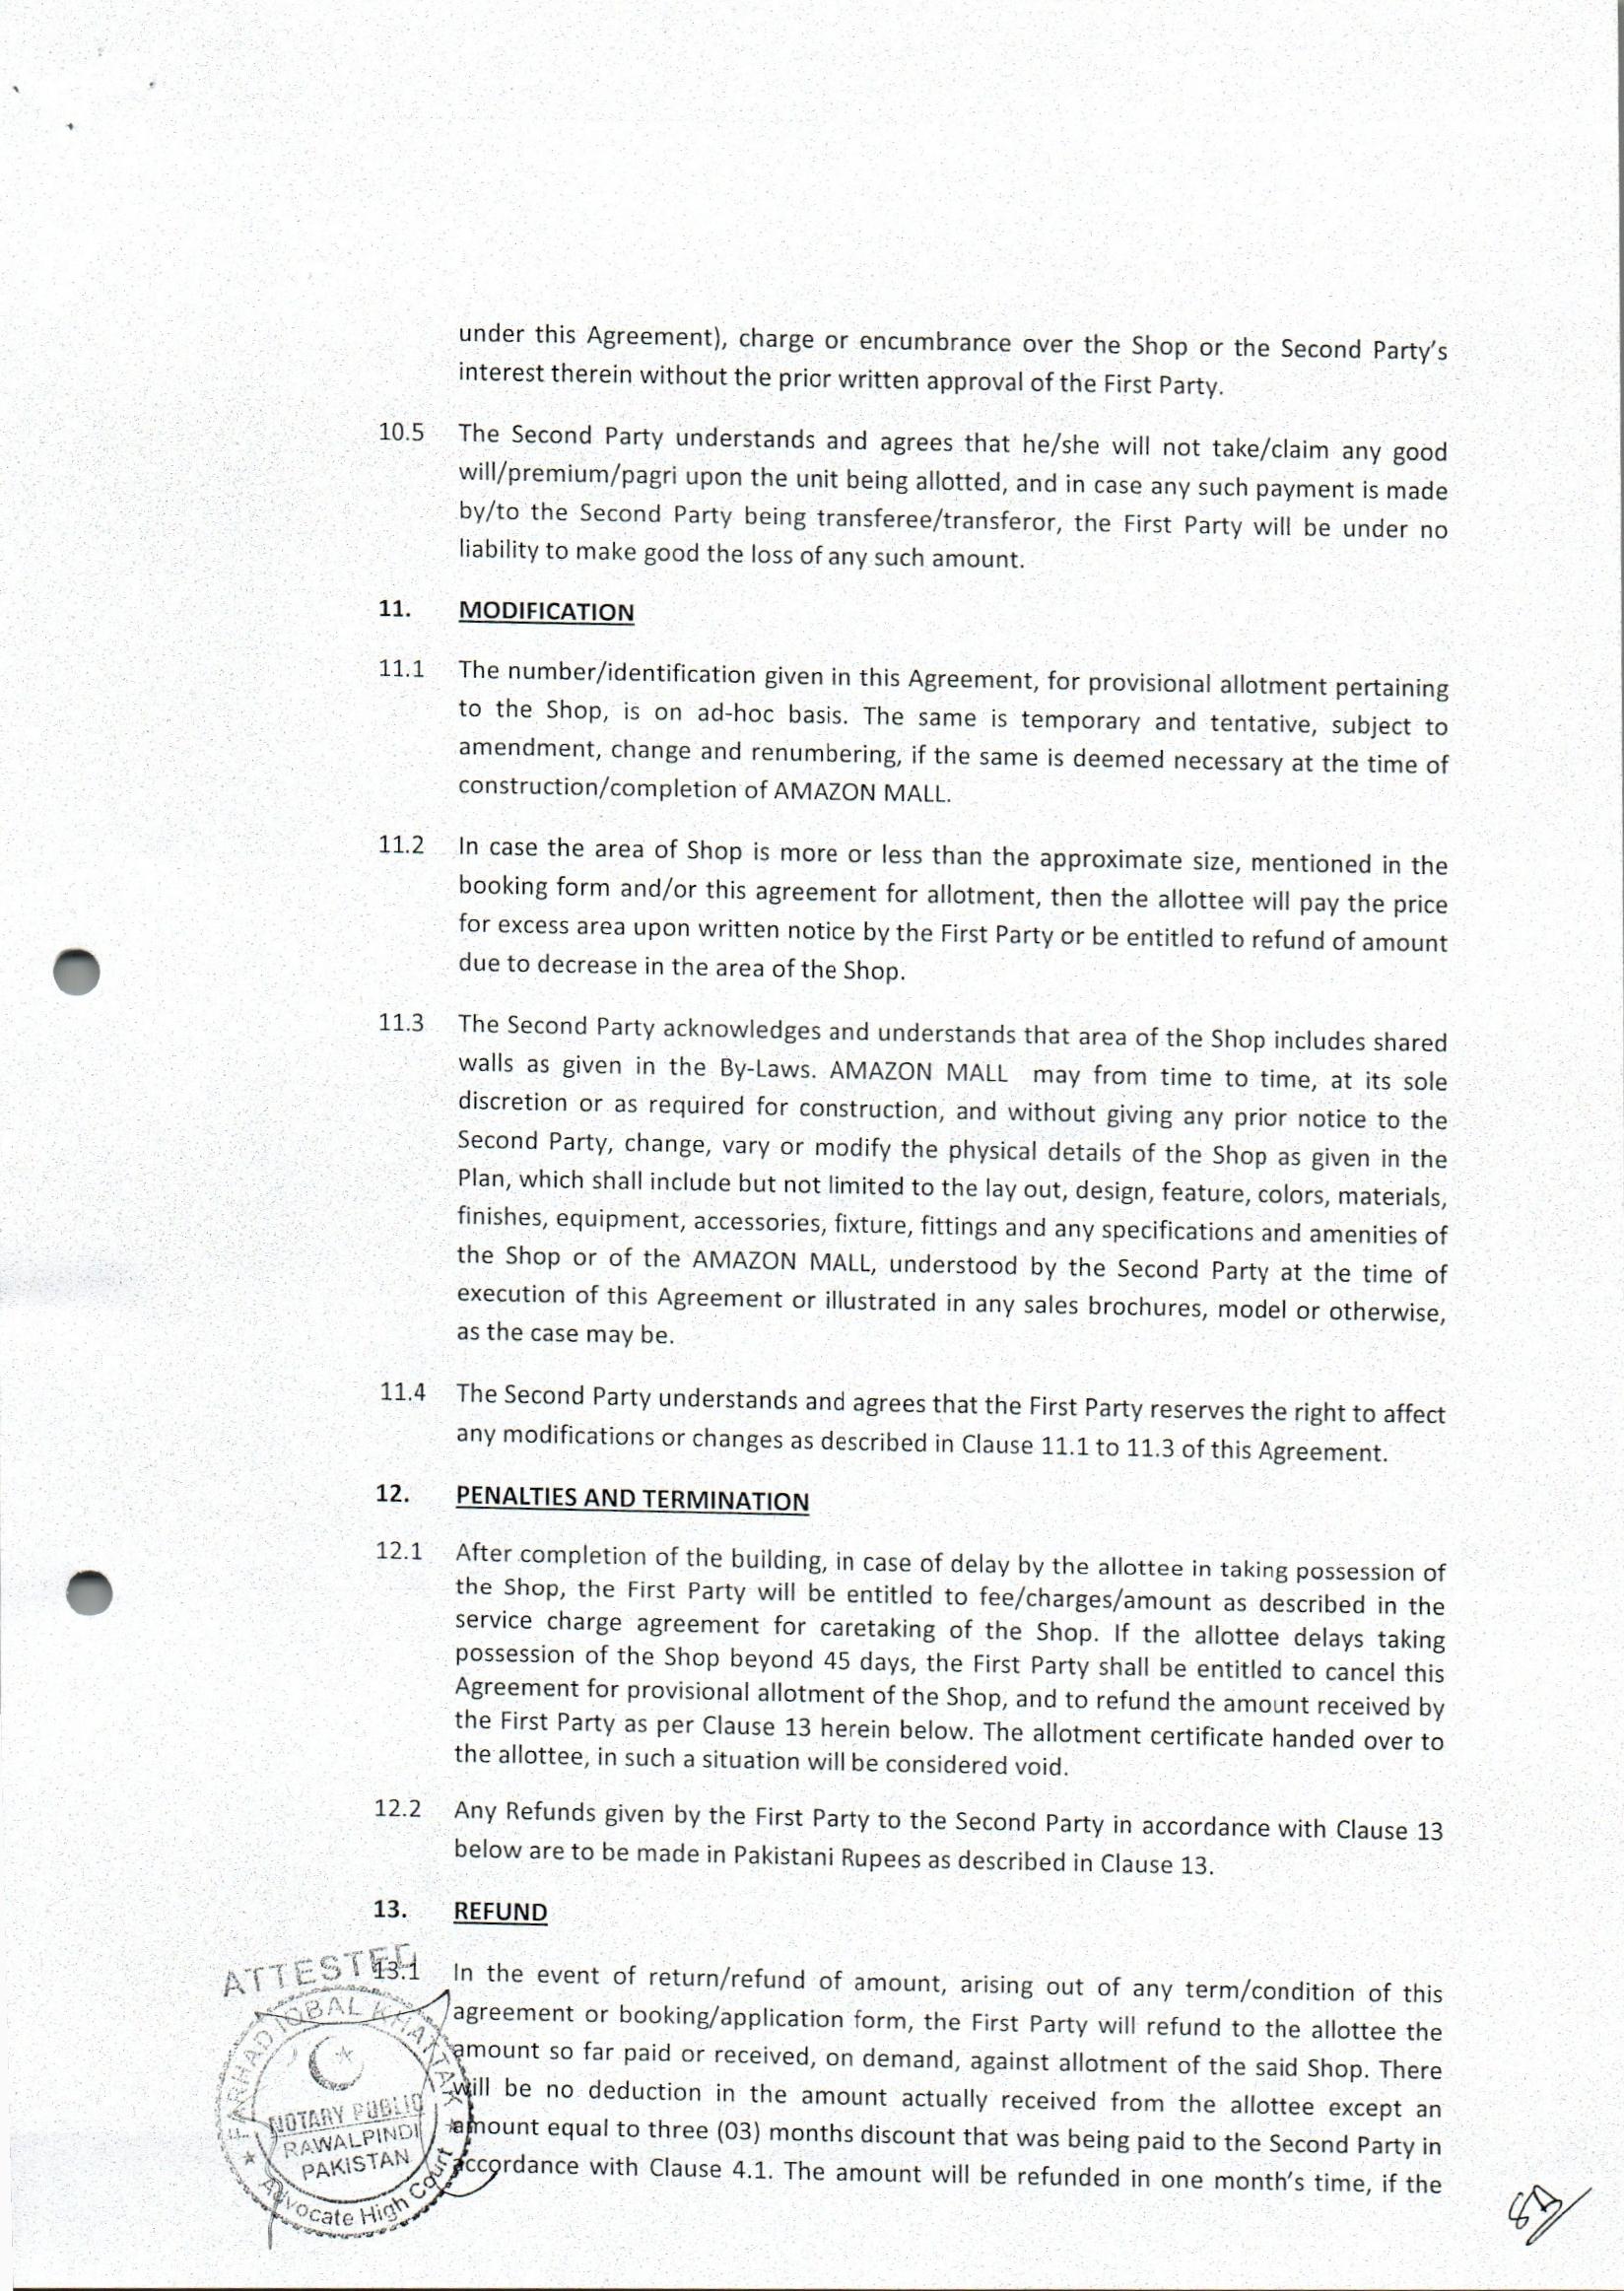 under this Agreement), charge or encumbrance over the Shop or the Second Party's
interest therein without the prior written approval of the First Party.
10.5 The Second Party understands and agrees that he/she will not take/claim any good
will/premium/pagri upon the unit being allotted, and in case any such payment is made
by/to the Second Party being transferee/transferor, the First Party will be under no
liability to make good the loss of any such amount.
11. MODIFICATION
11.1 The number/identification given in this Agreement, for provisional allotment pertaining
to the Shop, is on ad-hoc basis. The same is temporary and tentative, subject to
amendment, change and renumbering, if the same is deemed necessary at the time of
construction/completion of AMAZON MALL.
11.2 In case the area of Shop is more or less than the approximate size, mentioned in the
booking form and/or this agreement for allotment, then the allottee will pay the price
for excess area upon written notice by the First Party or be entitled to refund of amount
due to decrease in the area of the Shop.
11.3 The Second Party acknowledges and understands that area of the Shop includes shared
walls as given in the By-Laws. AMAZON MALL may from time to time, at its sole
discretion or as required for construction, and without giving any prior notice to the
Second Party, change, vary or modify the physical details of the Shop as given in the
Plan, which shall include but not limited to the lay out, design, feature, colors, materials,
finishes, equipment, accessories, fixture, fittings and any specifications and amenities of
the Shop or of the AMAZON MALL, understood by the Second Party at the time of
execution of this Agreement or illustrated in any sales brochures, model or otherwise,
as the case may be.
11.4 The Second Party understands and agrees that the First Party reserves the right to affect
any modifications or changes as described in Clause 11.1 to 11.3 of this Agreement.
12. PENALTIES AND TERMINATION
12.1 After completion of the building, in case of delay by the allottee in taking possession of
the Shop, the First Party will be entitled to fee/charges/amount as described in the
service charge agreement for caretaking of the Shop. If the allottee delays taking
possession of the Shop beyond 45 days, the First Party shall be entitled to cancel this
Agreement for provisional allotment of the Shop, and to refund the amount received by
the First Party as per Clause 13 herein below. The allotment certificate handed over to
the allottee, in such a situation will be considered void.
12.2 Any Refunds given by the First Party to the Second Party in accordance with Clause 13
below are to be made in Pakistani Rupees as described in Clause 13.
13. REFUND
13.1 In the event of return/refund of amount, arising out of any term/condition of this
agreement or booking/application form, the First Party will refund to the allottee the
amount so far paid or received, on demand, against allotment of the said Shop. There
will be no deduction in the amount actually received from the allottee except an
amount equal to three (03) months discount that was being paid to the Second Party in
accordance with Clause 4.1. The amount will be refunded in one month's time, if the
ATTESTED
FARHAD IQBAL KHATTAK
NOTARY PUBLIC
RAWALPINDI
PAKISTAN
Advocate High Court